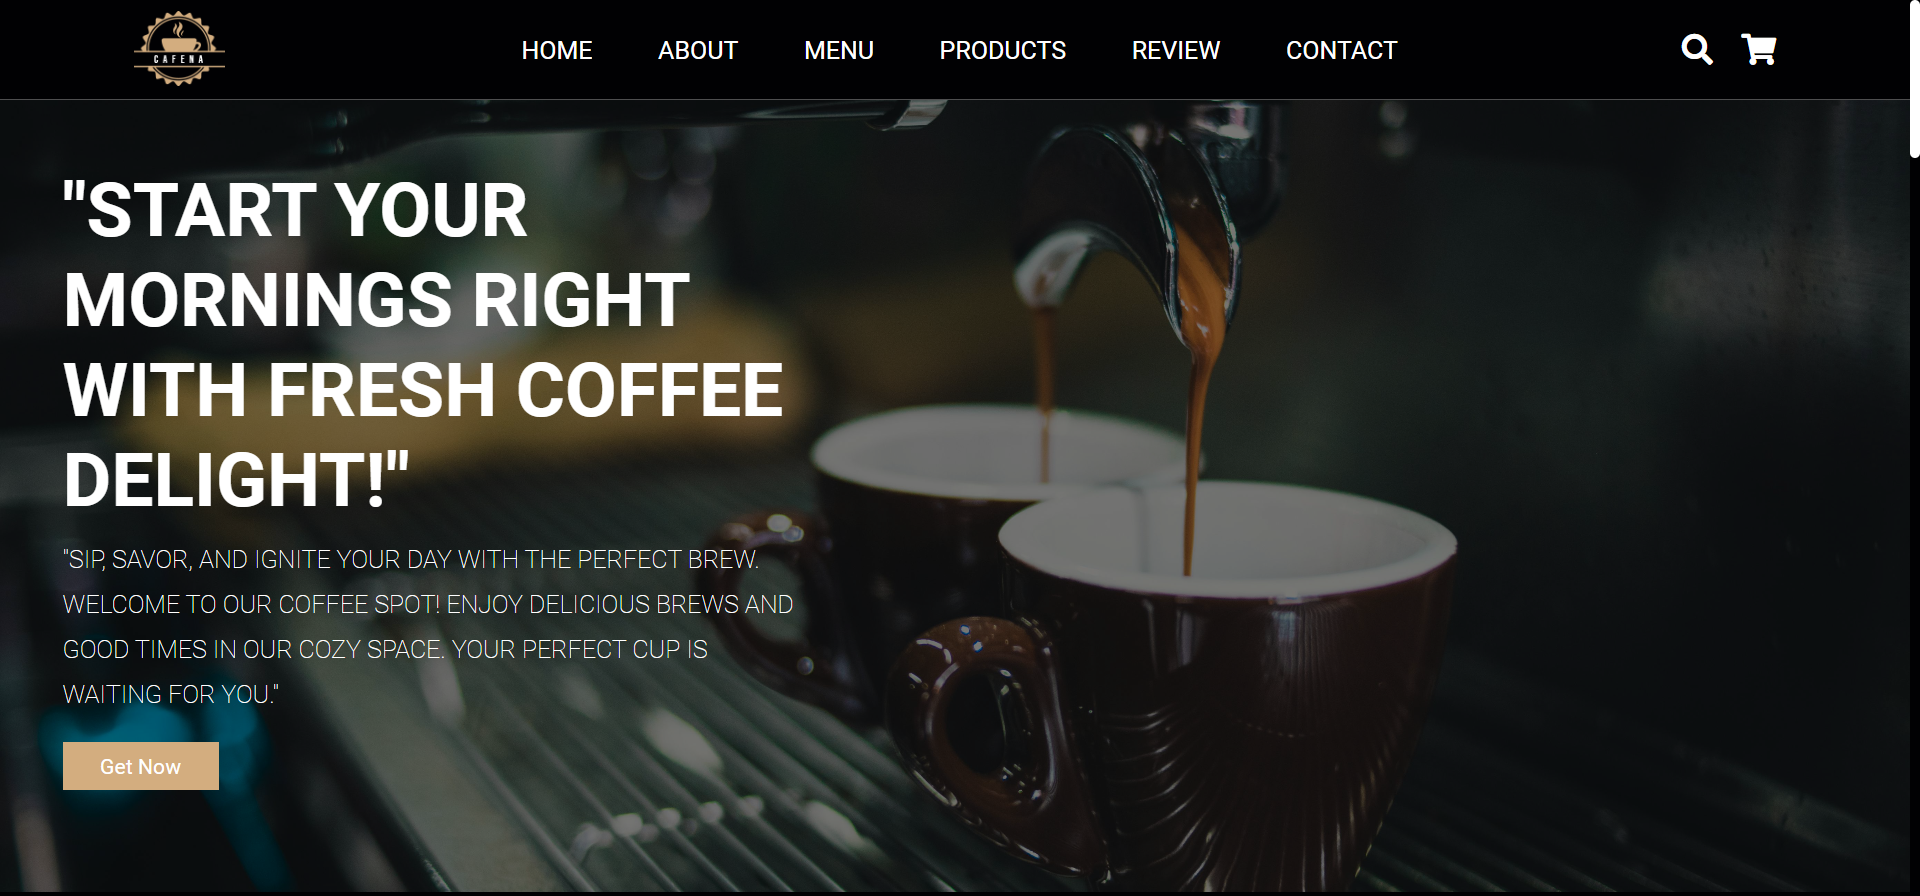 CAFENA
HOME ABOUT MENU PRODUCTS REVIEW CONTACT
"START YOUR
MORNINGS RIGHT
WITH FRESH COFFEE
DELIGHT!"
"SIP, SAVOR, AND IGNITE YOUR DAY WITH THE PERFECT BREW.
WELCOME TO OUR COFFEE SPOT! ENJOY DELICIOUS BREWS AND
GOOD TIMES IN OUR COZY SPACE. YOUR PERFECT CUP IS
WAITING FOR YOU."
Get Now